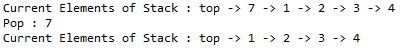 Current Elements of Stack : top -> 7 -> 1 -> 2 -> 3 -> 4
Pop : 7
Current Elements of Stack : top -> 1 -> 2 -> 3 -> 4